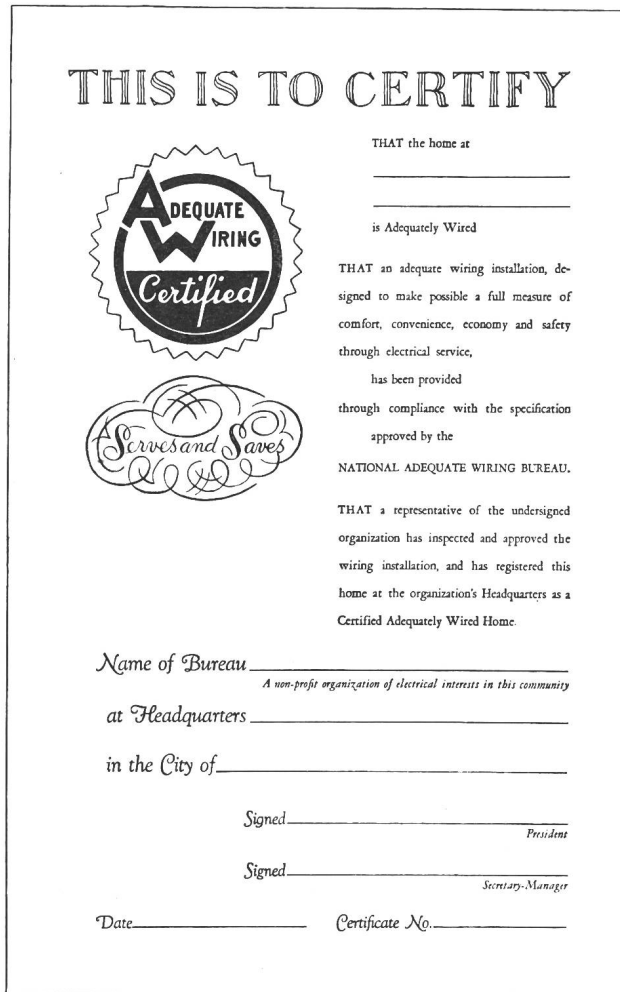 THIS IS TO CERTIFY
ADEQUATE
WIRING
Certified
Serves and Saves
THAT the home at
is Adequately Wired
THAT an adequate wiring installation, de-
signed to make possible a full measure of
comfort, convenience, economy and safety
through electrical service,
has been provided
through compliance with the specification
approved by the
NATIONAL ADEQUATE WIRING BUREAU.
THAT a representative of the undersigned
organization has inspected and approved the
wiring installation, and has registered this
home at the organization's Headquarters as a
Certified Adequately Wired Home.
Name of Bureau
A non-profit organization of electrical interests in this community
at Headquarters
in the City of
Signed
President
Signed
Secretary-Manager
Date Certificate No.